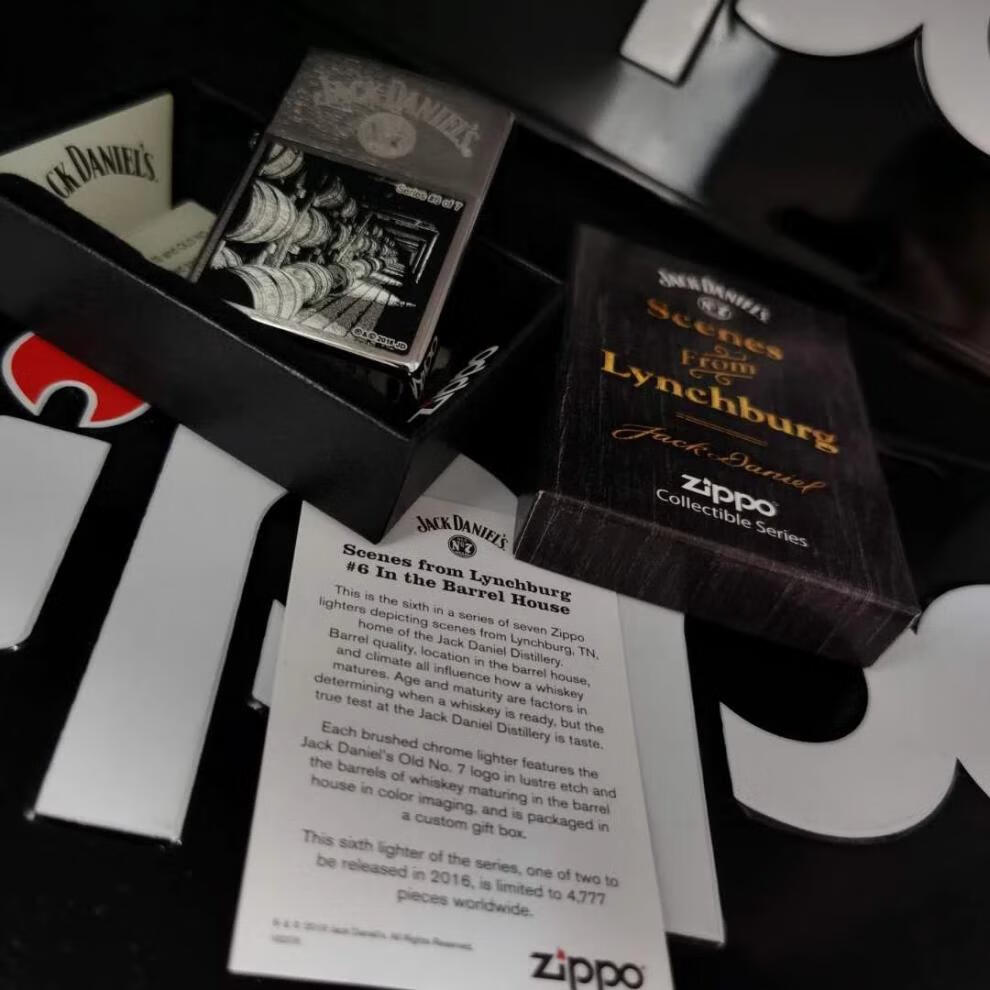 JACK DANIEL'S
CK DANIEL'S
Series #6 of 7
JACK DANIEL'S
Scenes
From
Lynchburg
Jack Daniel
zippo
Collectible Series
JACK DANIEL'S
Nº7
Scenes from Lynchburg
#6 In the Barrel House
This is the sixth in a series of seven Zippo
lighters depicting scenes from Lynchburg, TN,
home of the Jack Daniel Distillery.
Barrel quality, location in the barrel house,
and climate all influence how a whiskey
matures. Age and maturity are factors in
determining when a whiskey is ready, but the
true test at the Jack Daniel Distillery is taste.
Each brushed chrome lighter features the
Jack Daniel's Old No. 7 logo in lustre etch and
the barrels of whiskey maturing in the barrel
house in color imaging, and is packaged in
a custom gift box.
This sixth lighter of the series, one of two to
be released in 2016, is limited to 4,777
pieces worldwide.
Jack Daniel's. All Rights Reserved.
zippo